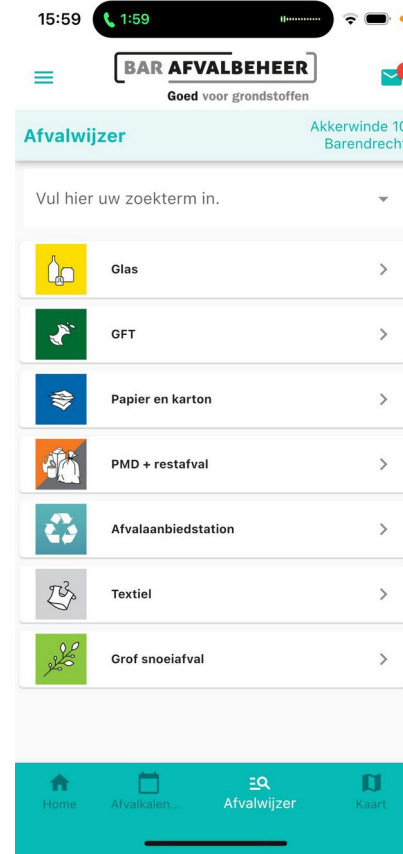 15:59
1:59
BAR AFVALBEHEER
Goed voor grondstoffen
Afvalwijzer
Akkerwinde 10
Barendrecht
Vul hier uw zoekterm in.
Glas
GFT
Papier en karton
PMD + restafval
Afvalaanbiedstation
Textiel
Grof snoeiafval
Home
Afvalkalen...
Afvalwijzer
Kaart